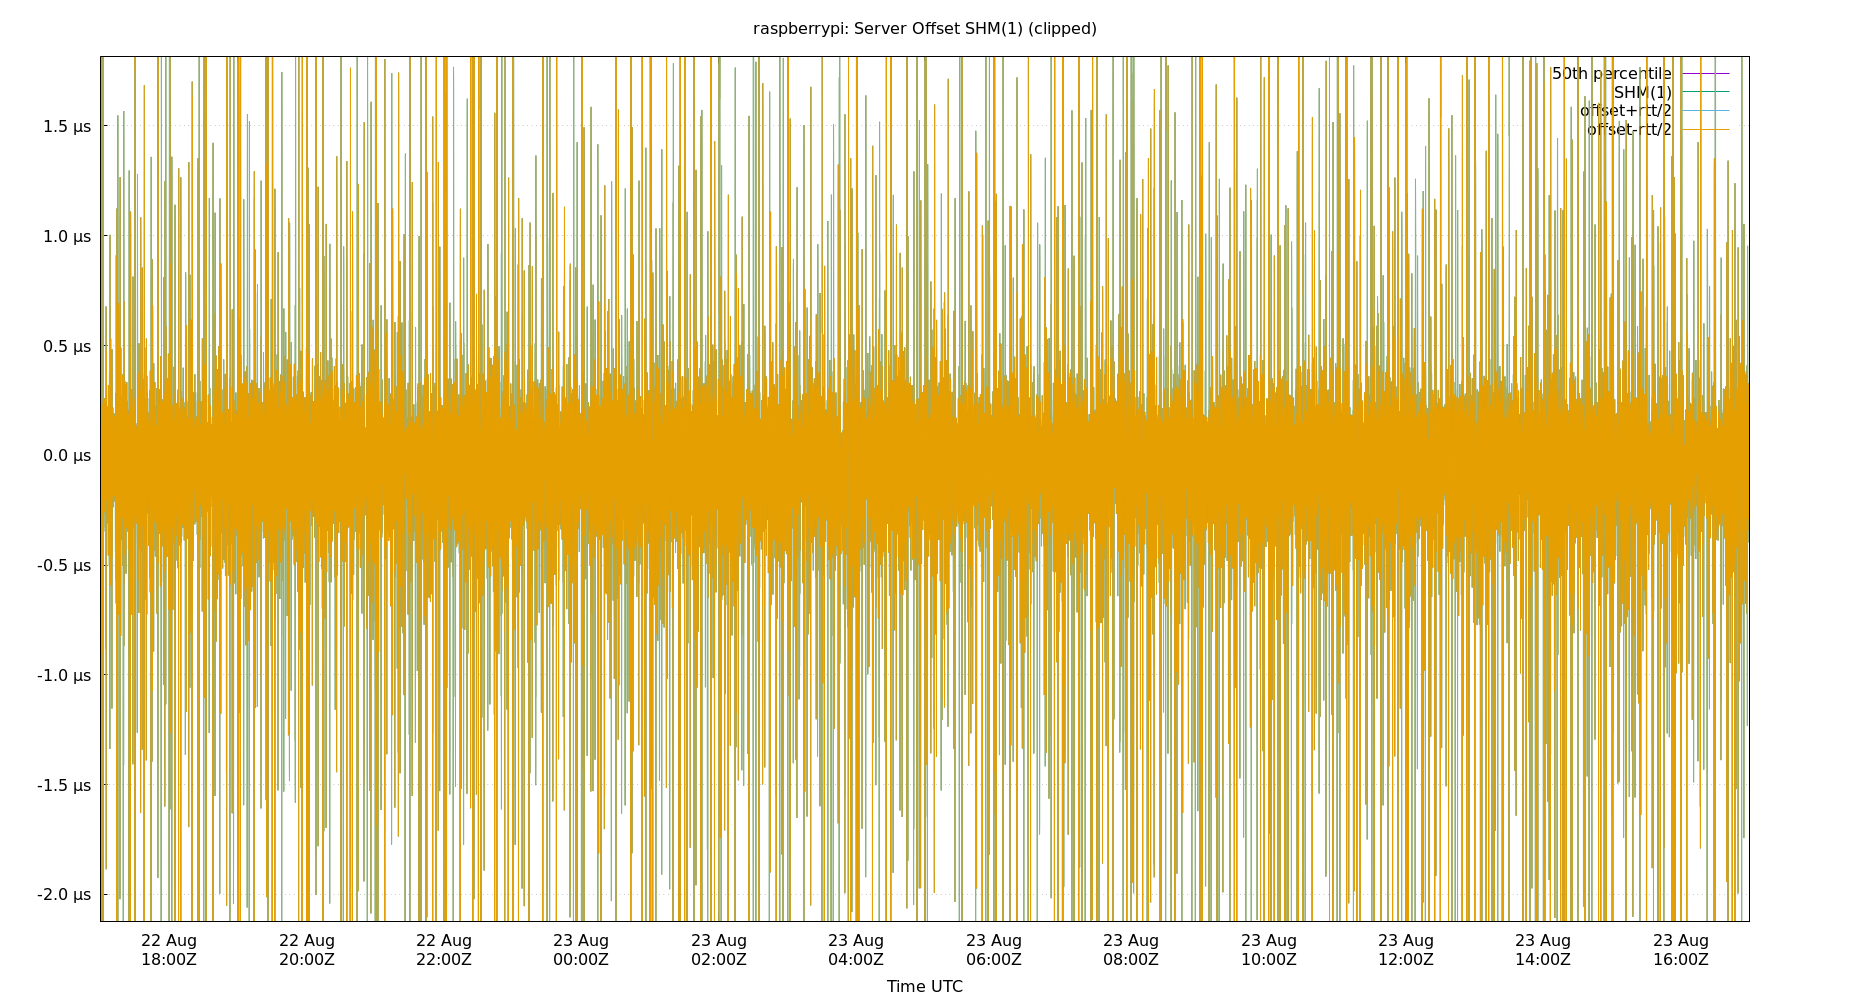 raspberrypi: Server Offset SHM(1) (clipped)
50th percentile
SHM(1)
offset+rtt/2
offset-rtt/2
1.5 µs
1.0 µs
0.5 µs
0.0 µs
-0.5 µs
-1.0 µs
-1.5 µs
-2.0 µs
22 Aug 22 Aug 22 Aug 23 Aug 23 Aug 23 Aug 23 Aug 23 Aug 23 Aug 23 Aug 23 Aug 23 Aug
18:00Z 20:00Z 22:00Z 00:00Z 02:00Z 04:00Z 06:00Z 08:00Z 10:00Z 12:00Z 14:00Z 16:00Z
Time UTC